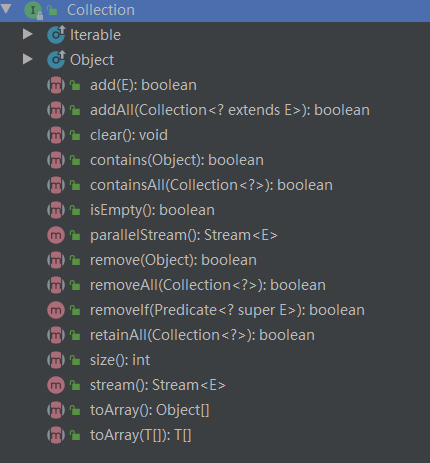 Collection
Iterable
Object
add(E): boolean
addAll(Collection<? extends E>): boolean
clear(): void
contains(Object): boolean
containsAll(Collection<?>): boolean
isEmpty(): boolean
parallelStream(): Stream<E>
remove(Object): boolean
removeAll(Collection<?>): boolean
removeIf(Predicate<? super E>): boolean
retainAll(Collection<?>): boolean
size(): int
stream(): Stream<E>
toArray(): Object[]
toArray(T[]): T[]